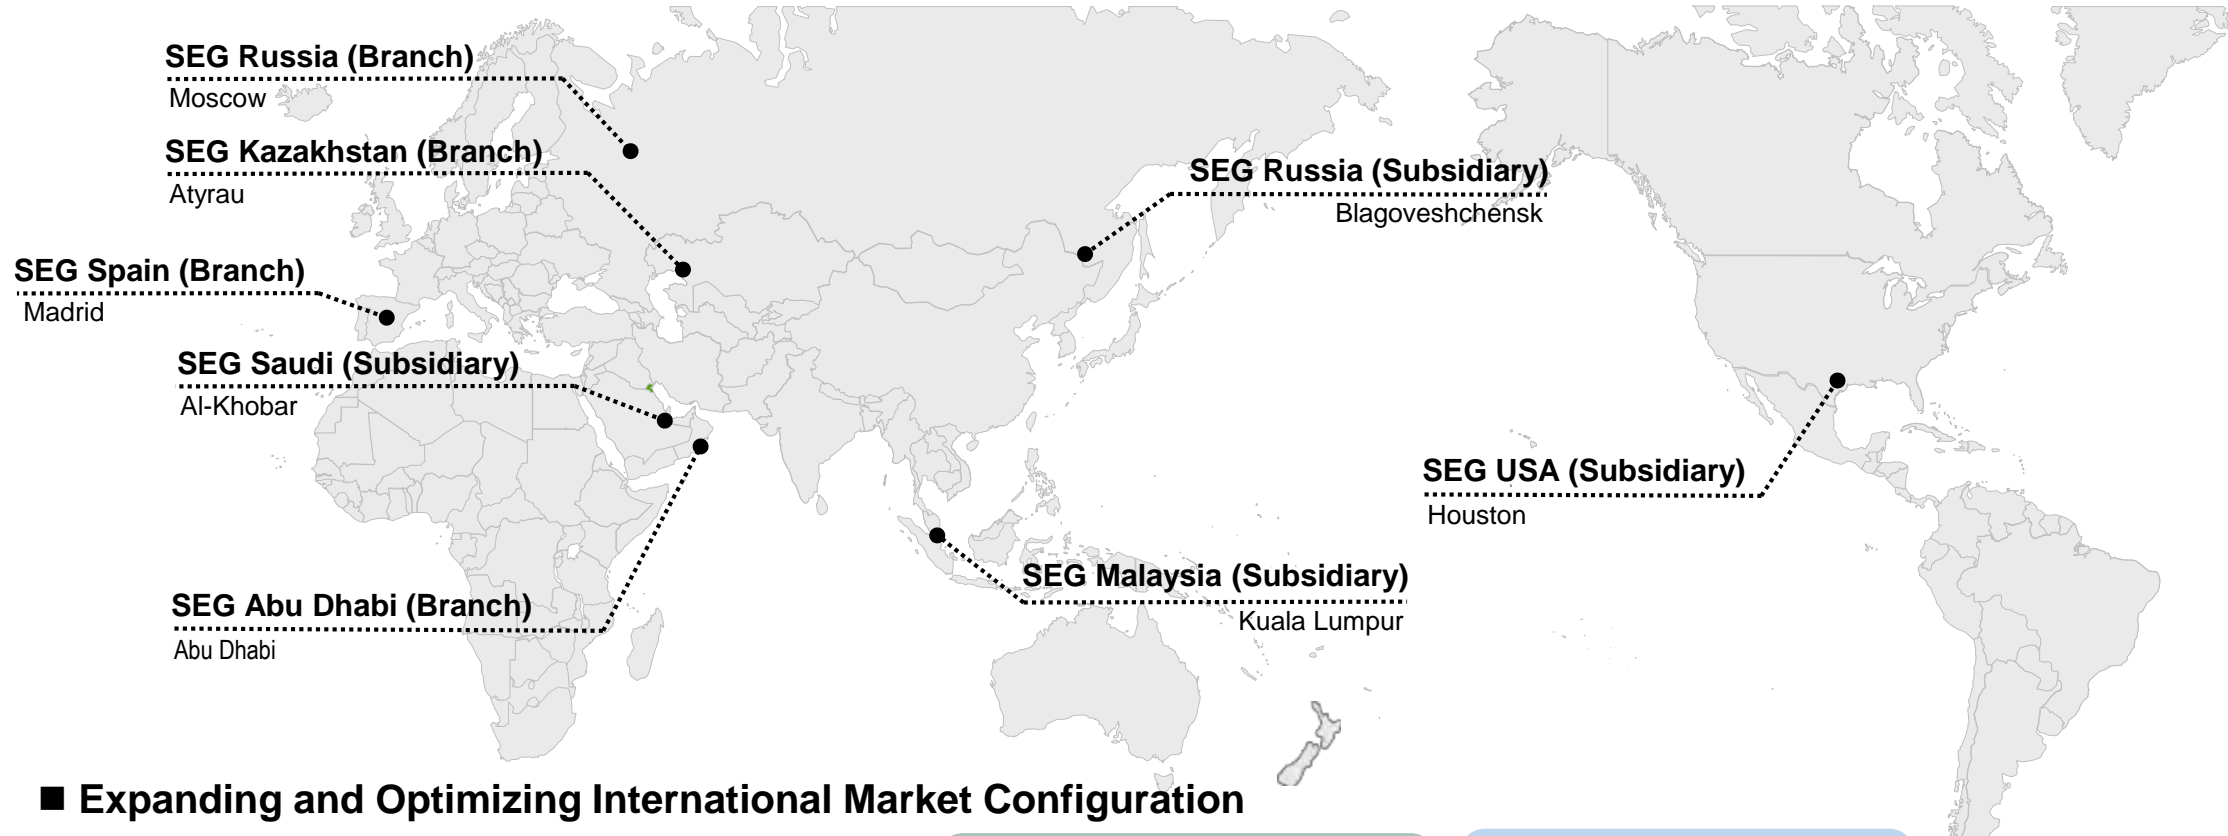 SEG Russia (Branch)
Moscow
SEG Kazakhstan (Branch)
Atyrau
SEG Russia (Subsidiary)
Blagoveshchensk
SEG Spain (Branch)
Madrid
SEG Saudi (Subsidiary)
Al-Khobar
SEG USA (Subsidiary)
Houston
SEG Malaysia (Subsidiary)
Kuala Lumpur
SEG Abu Dhabi (Branch)
Abu Dhabi
■ Expanding and Optimizing International Market Configuration